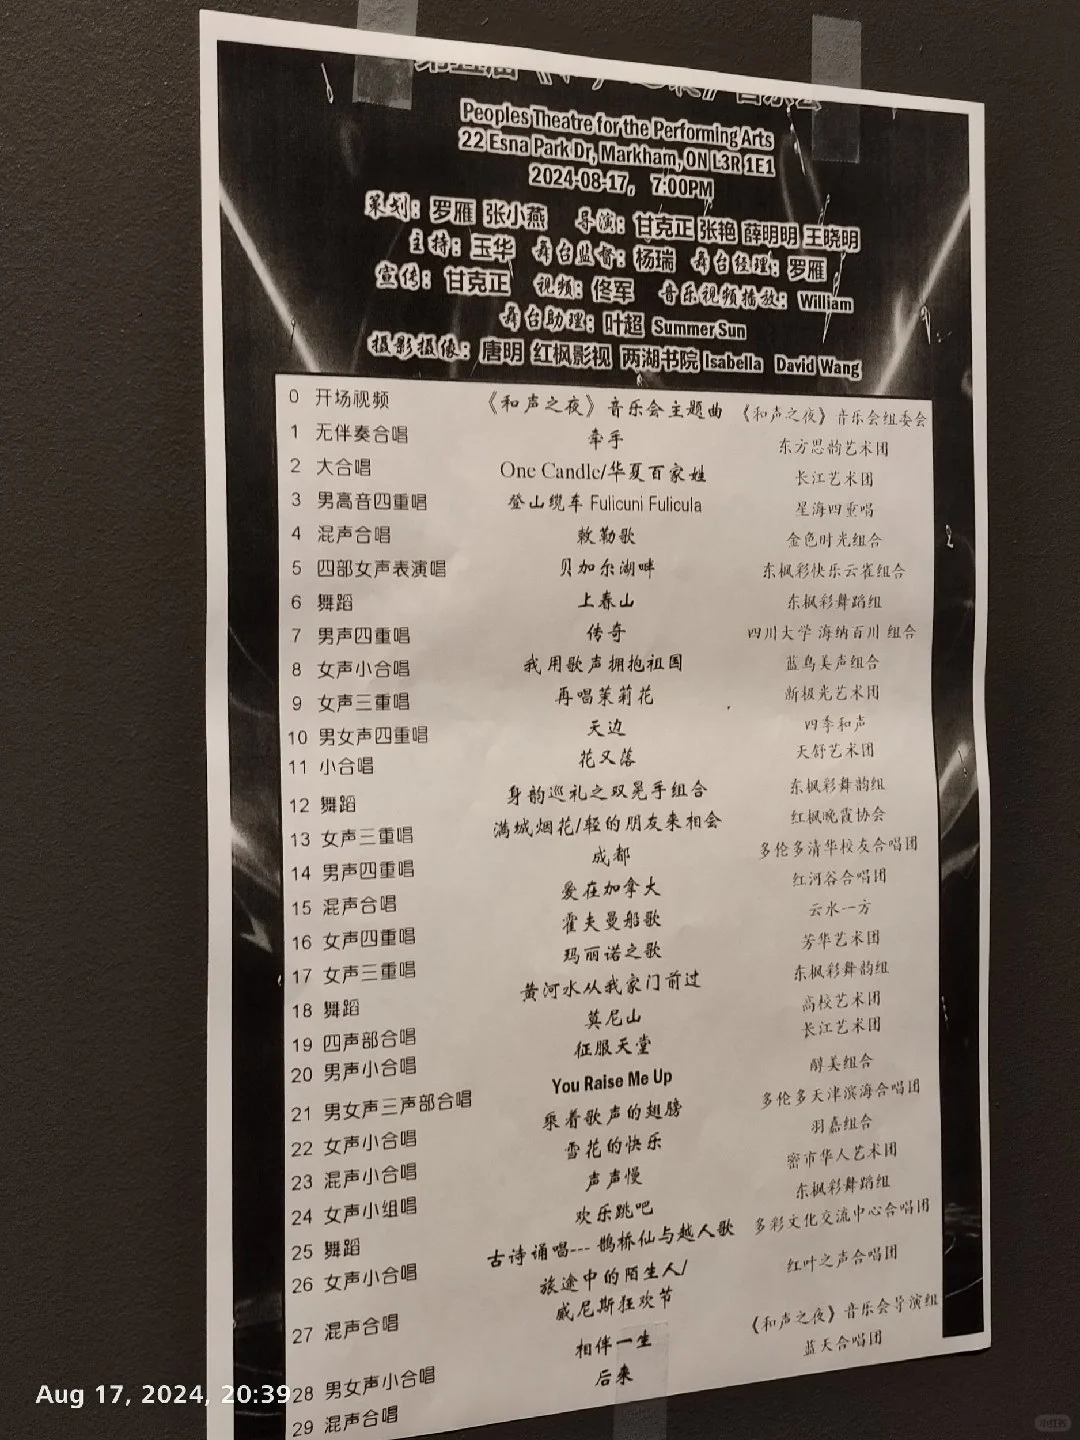 Peoples Theatre for the Performing Arts
22 Esna Park Dr, Markham, ON L3R 1E1
2024-08-17, 7:00PM
策划: 罗雁 张小燕 导演: 甘克正 张艳 薛明明 王晓明
主持: 玉华 舞台监督: 杨瑞 舞台经理: 罗雁
宣传: 甘克正 视频: 佟军 音乐视频播放: William
舞台助理: 叶超 Summer Sun
摄影摄像: 唐明 红枫影视 两湖书院 Isabella David Wang
0 开场视频 《和声之夜》音乐会主题曲 《和声之夜》音乐会组委会
1 无伴奏合唱 牵手 东方思韵艺术团
2 大合唱 One Candle/华夏百家姓 长江艺术团
3 男高音四重唱 登山缆车 Fulicuni Fulicula 星海四重唱
4 混声合唱 敕勒歌 金色时光组合
5 四部女声表演唱 贝加尔湖畔 东枫彩快乐云雀组合
6 舞蹈 上春山 东枫彩舞蹈组
7 男声四重唱 传奇 四川大学 海纳百川 组合
8 女声小合唱 我用歌声拥抱祖国 蓝鸟美声组合
9 女声三重唱 再唱茉莉花 新极光艺术团
10 男女声四重唱 天边 四季和声
11 小合唱 花又落 天舒艺术团
12 舞蹈 身韵巡礼之双晃手组合 东枫彩舞韵组
13 女声三重唱 满城烟花/轻的朋友来相会 红枫晚霞协会
14 男声四重唱 成都 多伦多清华校友合唱团
15 混声合唱 爱在加拿大 红河谷合唱团
16 女声四重唱 霍夫曼船歌 云水一方
17 女声三重唱 玛丽诺之歌 芳华艺术团
18 舞蹈 黄河水从我家门前过 东枫彩舞韵组
19 四声部合唱 莫尼山 高校艺术团
20 男声小合唱 征服天堂 长江艺术团
21 男女声三声部合唱 You Raise Me Up 醇美组合
22 女声小合唱 乘着歌声的翅膀 多伦多天津滨海合唱团
23 混声小合唱 雪花的快乐 羽嘉组合
24 女声小组唱 声声慢 密市华人艺术团
25 舞蹈 欢乐跳吧 东枫彩舞蹈组
26 女声小合唱 古诗诵唱--- 鹊桥仙与越人歌 多彩文化交流中心合唱团
27 混声合唱 旅途中的陌生人/ 红叶之声合唱团
威尼斯狂欢节
28 男女声小合唱 相伴一生 《和声之夜》音乐会导演组
29 混声合唱 后来 蓝天合唱团
Aug 17, 2024, 20:39
小红书